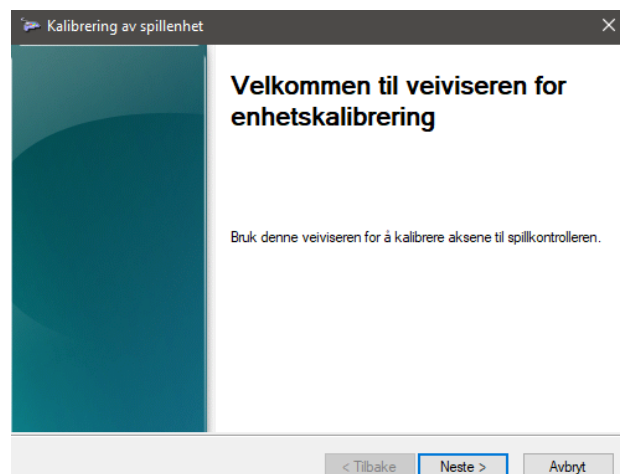 Kalibrering av spillenhet
Velkommen til veiviseren for
enhetskalibrering
Bruk denne veiviseren for å kalibrere aksene til spillkontrolleren.
< Tilbake Neste > Avbryt